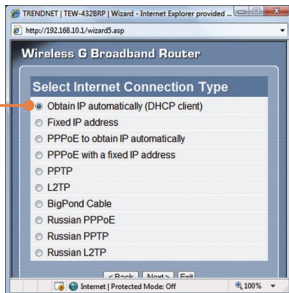 TRENDNET | TEW-432BRP | Wizard - Internet Explorer provided ...
http://192.168.10.1/wizard5.asp
Wireless G Broadband Router
Select Internet Connection Type
Obtain IP automatically (DHCP client)
Fixed IP address
PPPoE to obtain IP automatically
PPPoE with a fixed IP address
PPTP
L2TP
BigPond Cable
Russian PPPoE
Russian PPTP
Russian L2TP
< Back Next > Exit
Internet | Protected Mode: Off 100%